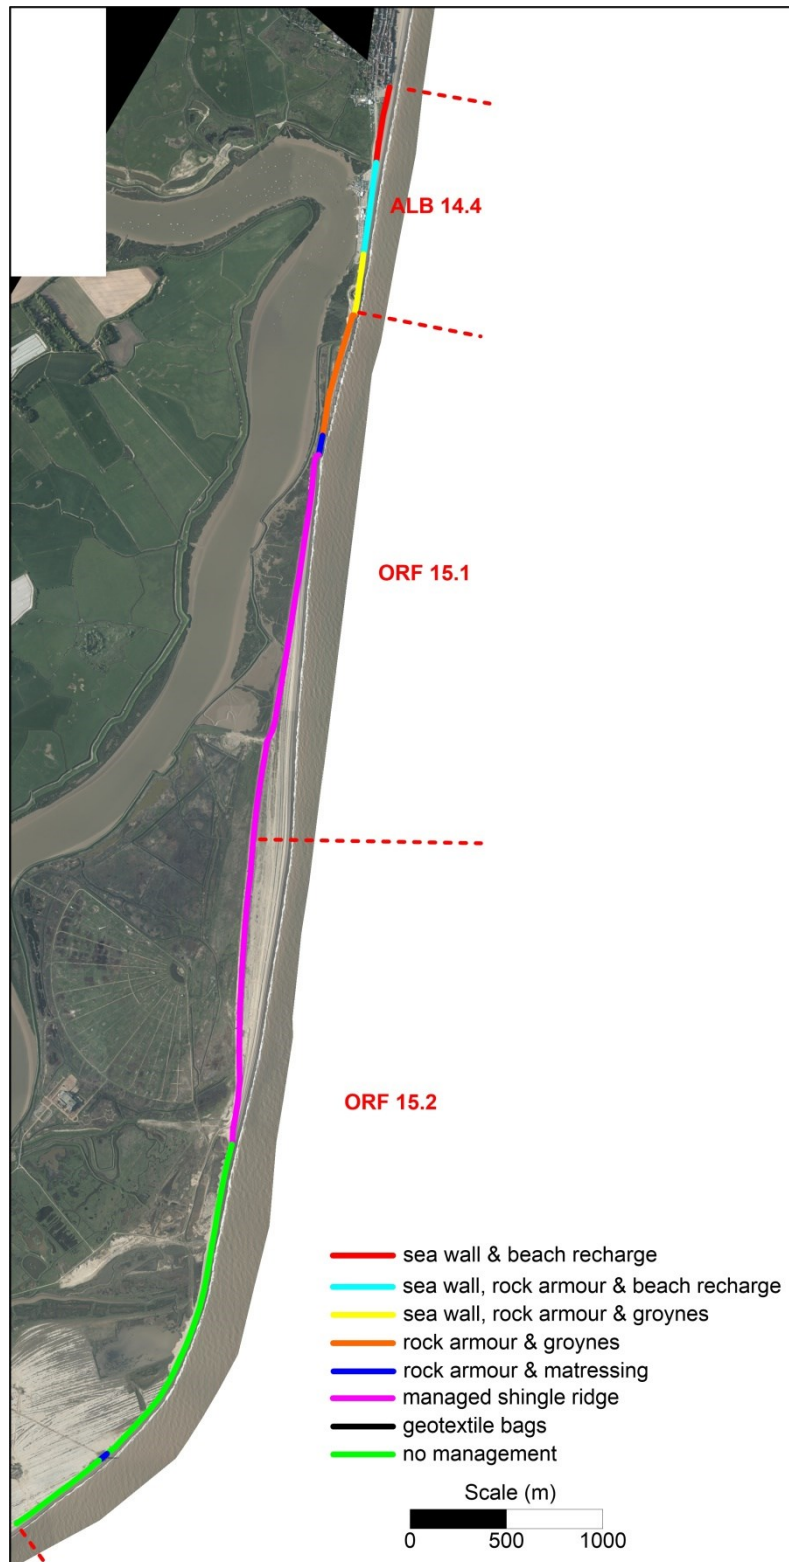 ALB 14.4
ORF 15.1
ORF 15.2
sea wall & beach recharge
sea wall, rock armour & beach recharge
sea wall, rock armour & groynes
rock armour & groynes
rock armour & matressing
managed shingle ridge
geotextile bags
no management
Scale (m)
0 500 1000